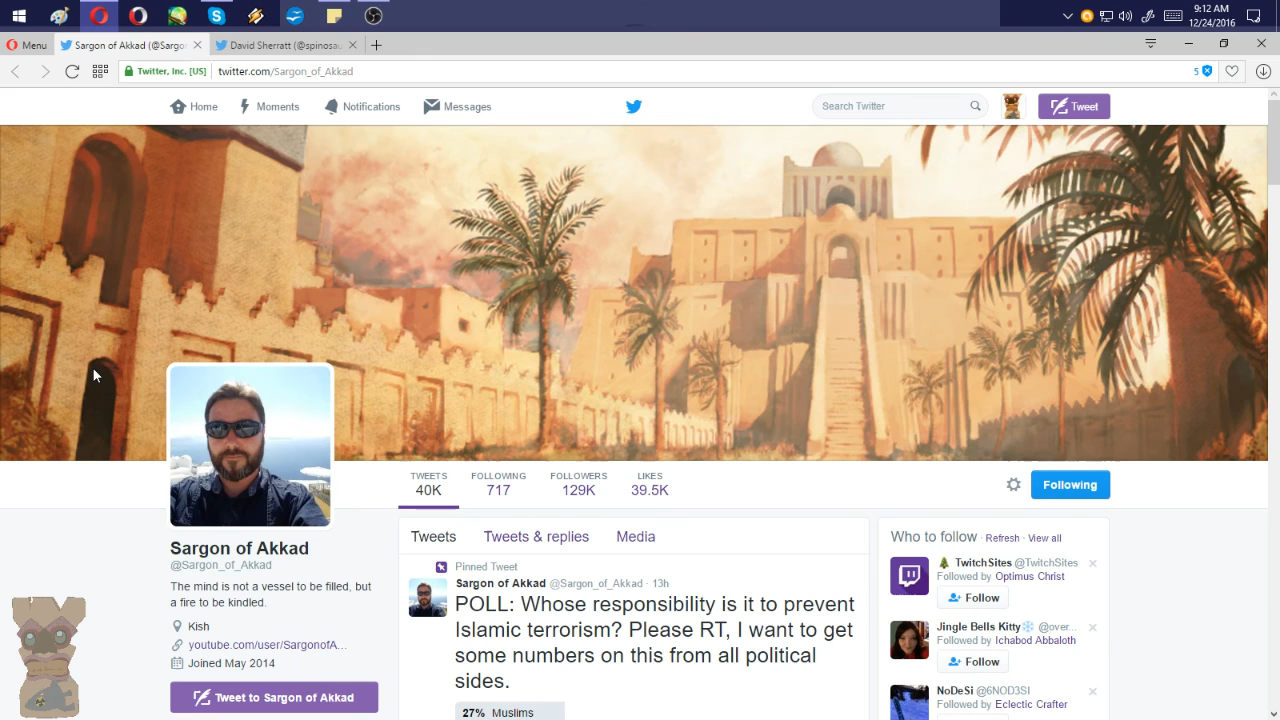 9:12 AM
12/24/2016
Menu
Sargon of Akkad (@Sargo
David Sherratt (@spinosau
Twitter, Inc. [US]
twitter.com/Sargon_of_Akkad
5
Home
Moments
Notifications
Messages
Search Twitter
Tweet
TWEETS
40K
FOLLOWING
717
FOLLOWERS
129K
LIKES
39.5K
Following
Sargon of Akkad
@Sargon_of_Akkad
The mind is not a vessel to be filled, but
a fire to be kindled.
Kish
youtube.com/user/SargonofA...
Joined May 2014
Tweet to Sargon of Akkad
Tweets
Tweets & replies
Media
Pinned Tweet
Sargon of Akkad @Sargon_of_Akkad · 13h
POLL: Whose responsibility is it to prevent
Islamic terrorism? Please RT, I want to get
some numbers on this from all political
sides.
27% Muslims
Who to follow · Refresh · View all
TwitchSites @TwitchSites
Followed by Optimus Christ
Follow
Jingle Bells Kitty @over...
Followed by Ichabod Abbaloth
Follow
NoDeSi @6NOD3SI
Followed by Eclectic Crafter